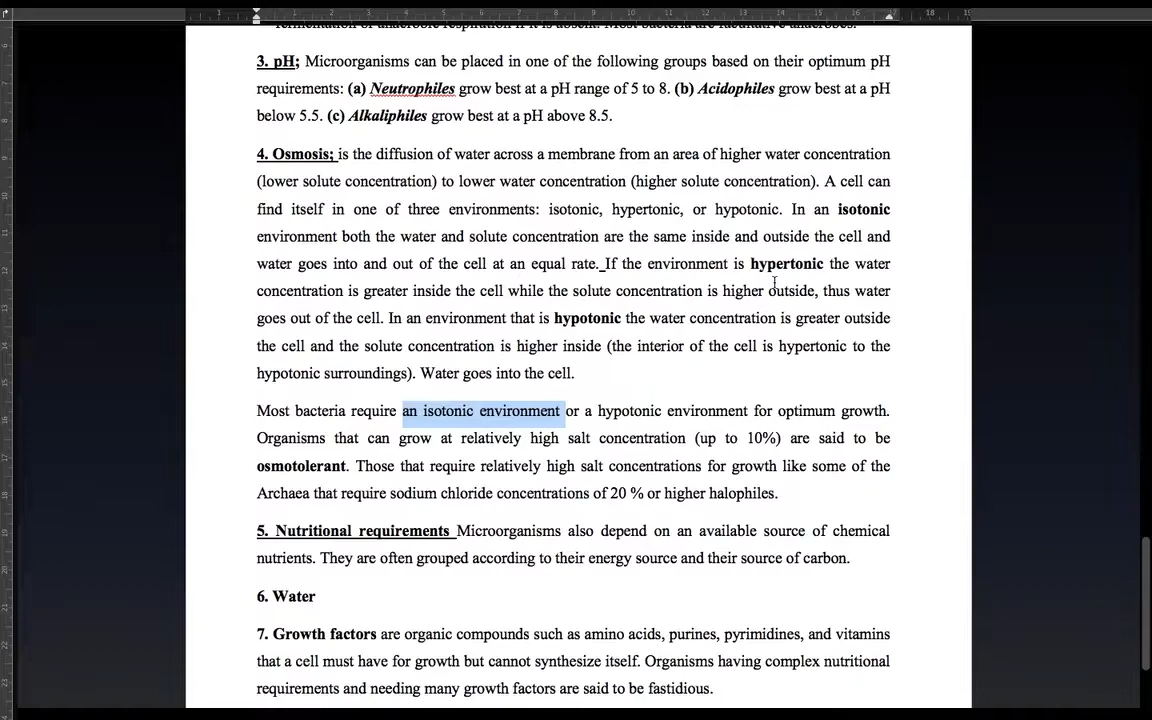 fermentation or anaerobic respiration if it is absent. Most bacteria are facultative anaerobes.
3. pH; Microorganisms can be placed in one of the following groups based on their optimum pH
requirements: (a) Neutrophiles grow best at a pH range of 5 to 8. (b) Acidophiles grow best at a pH
below 5.5. (c) Alkaliphiles grow best at a pH above 8.5.
4. Osmosis; is the diffusion of water across a membrane from an area of higher water concentration
(lower solute concentration) to lower water concentration (higher solute concentration). A cell can
find itself in one of three environments: isotonic, hypertonic, or hypotonic. In an isotonic
environment both the water and solute concentration are the same inside and outside the cell and
water goes into and out of the cell at an equal rate. If the environment is hypertonic the water
concentration is greater inside the cell while the solute concentration is higher outside, thus water
goes out of the cell. In an environment that is hypotonic the water concentration is greater outside
the cell and the solute concentration is higher inside (the interior of the cell is hypertonic to the
hypotonic surroundings). Water goes into the cell.
Most bacteria require an isotonic environment or a hypotonic environment for optimum growth.
Organisms that can grow at relatively high salt concentration (up to 10%) are said to be
osmotolerant. Those that require relatively high salt concentrations for growth like some of the
Archaea that require sodium chloride concentrations of 20 % or higher halophiles.
5. Nutritional requirements Microorganisms also depend on an available source of chemical
nutrients. They are often grouped according to their energy source and their source of carbon.
6. Water
7. Growth factors are organic compounds such as amino acids, purines, pyrimidines, and vitamins
that a cell must have for growth but cannot synthesize itself. Organisms having complex nutritional
requirements and needing many growth factors are said to be fastidious.